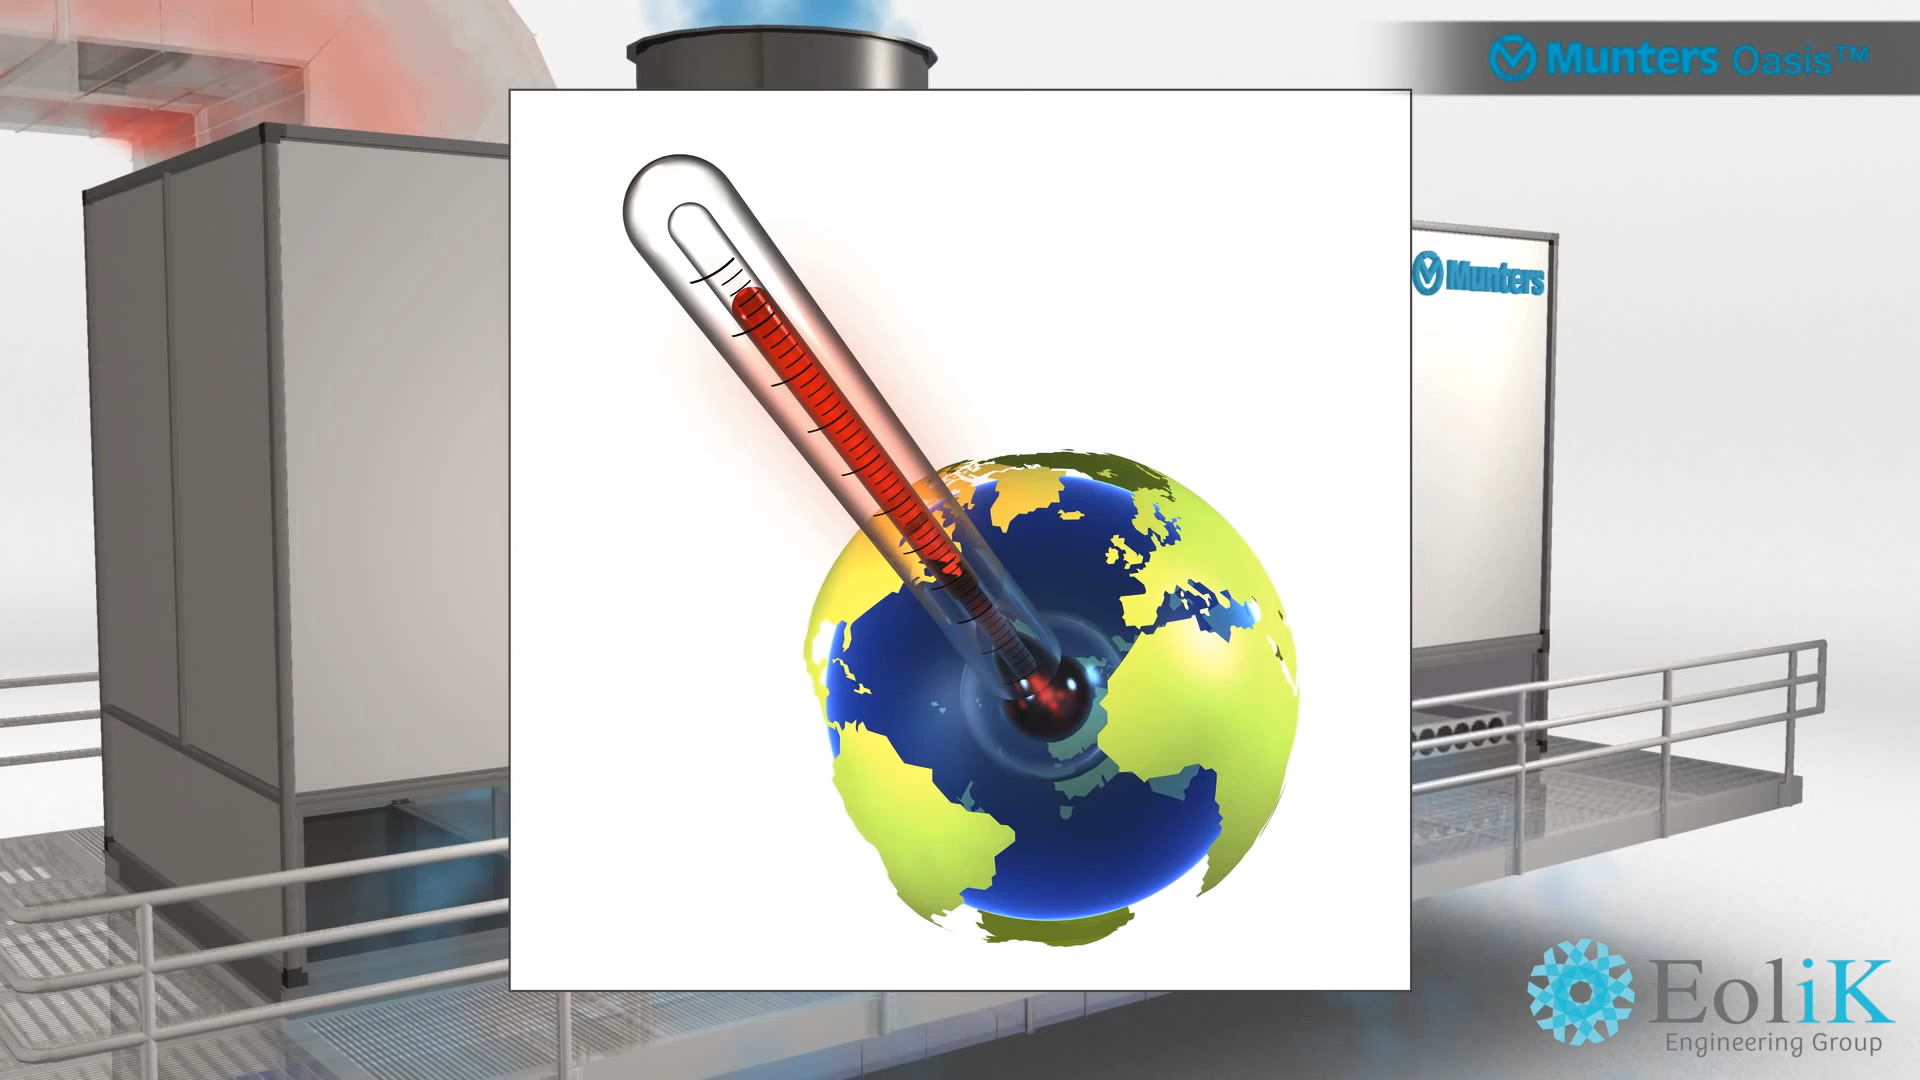 Munters Oasis™
Munters
EoliK
Engineering Group